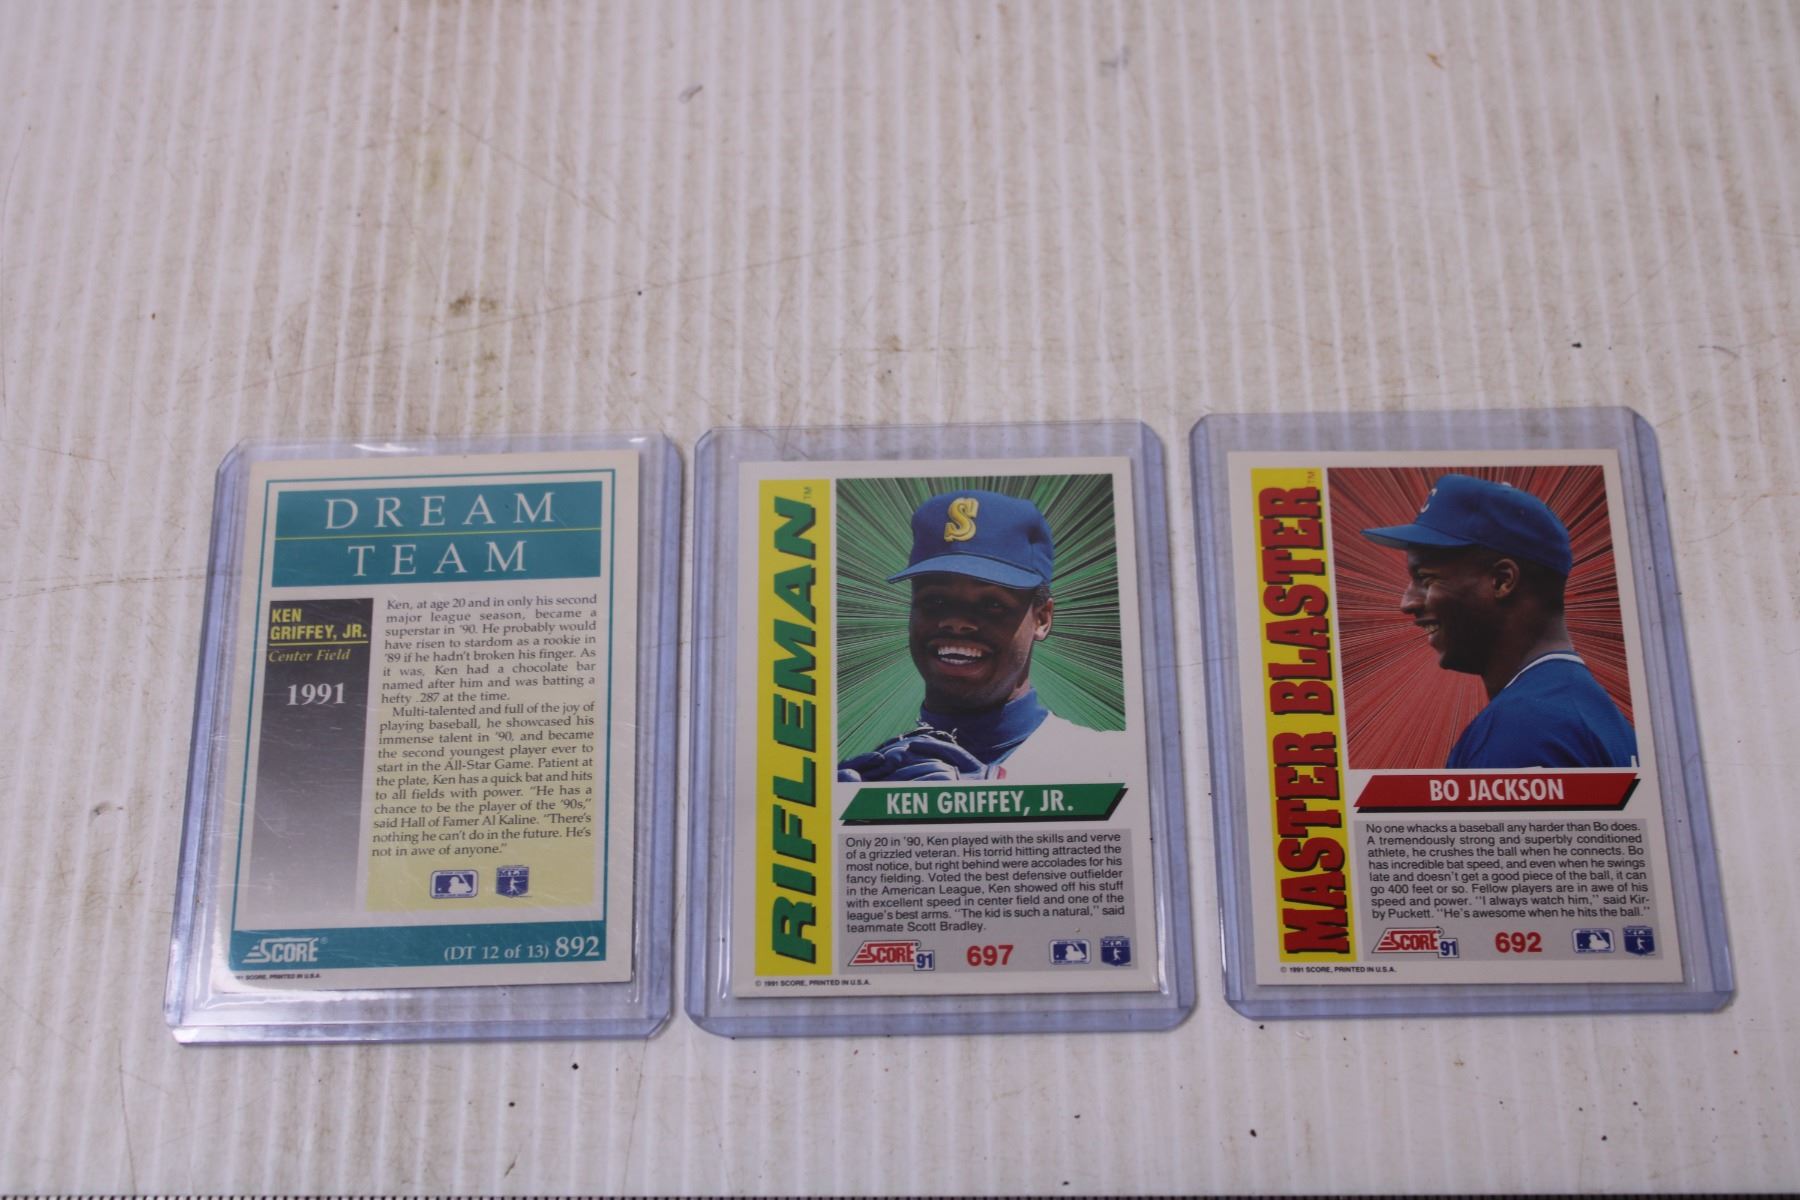 DREAM
TEAM
KEN
GRIFFEY, JR.
Center Field
1991
Ken, at age 20 and in only his second
major league season, became a
superstar in '90. He probably would
have risen to stardom as a rookie in
'89 if he hadn't broken his finger. As
it was, Ken had a chocolate bar
named after him and was batting a
hefty .287 at the time.
Multi-talented and full of the joy of
playing baseball, he showcased his
immense talent in '90, and became
the second youngest player ever to
start in the All-Star Game. Patient at
the plate, Ken has a quick bat and hits
to all fields with power. "He has a
chance to be the player of the '90s,"
said Hall of Famer Al Kaline. "There's
nothing he can't do in the future. He's
not in awe of anyone."
MLB
SCORE®
(DT 12 of 13) 892
91 SCORE, PRINTED IN U.S.A.
RIFLEMAN™
S
KEN GRIFFEY, JR.
Only 20 in '90, Ken played with the skills and verve
of a grizzled veteran. His torrid hitting attracted the
most notice, but right behind were accolades for his
fancy fielding. Voted the best defensive outfielder
in the American League, Ken showed off his stuff
with excellent speed in center field and one of the
league's best arms. "The kid is such a natural," said
teammate Scott Bradley.
SCORE 91
697
MLB
© 1991 SCORE, PRINTED IN U.S.A.
MASTER BLASTER™
C
BO JACKSON
No one whacks a baseball any harder than Bo does.
A tremendously strong and superbly conditioned
athlete, he crushes the ball when he connects. Bo
has incredible bat speed, and even when he swings
late and doesn't get a good piece of the ball, it can
go 400 feet or so. Fellow players are in awe of his
speed and power. "I always watch him," said Kir-
by Puckett. "He's awesome when he hits the ball."
SCORE 91
692
MLB
© 1991 SCORE, PRINTED IN U.S.A.